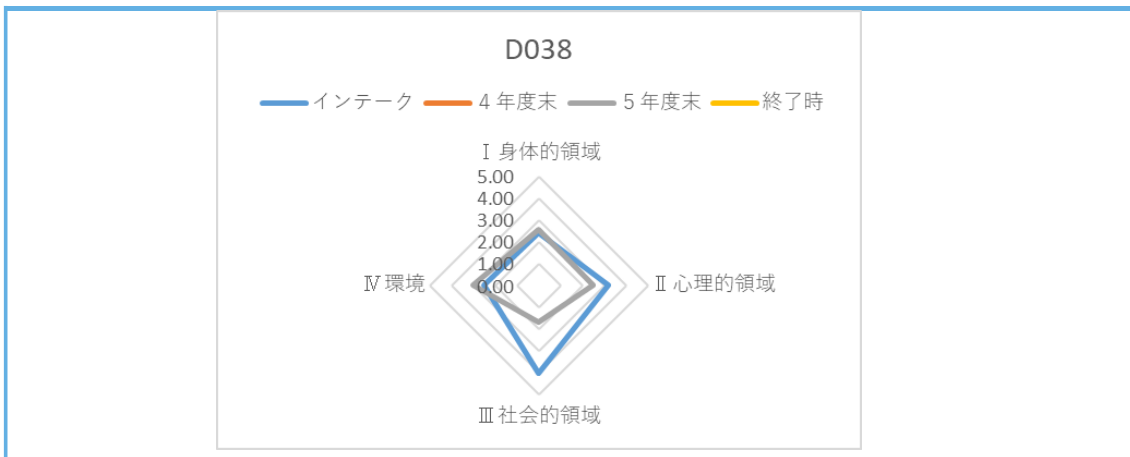 D038
インテーク 4年度末 5年度末 終了時
Ⅰ 身体的領域
5.00
4.00
3.00
2.00
1.00
0.00
Ⅳ 環境
Ⅱ 心理的領域
Ⅲ 社会的領域